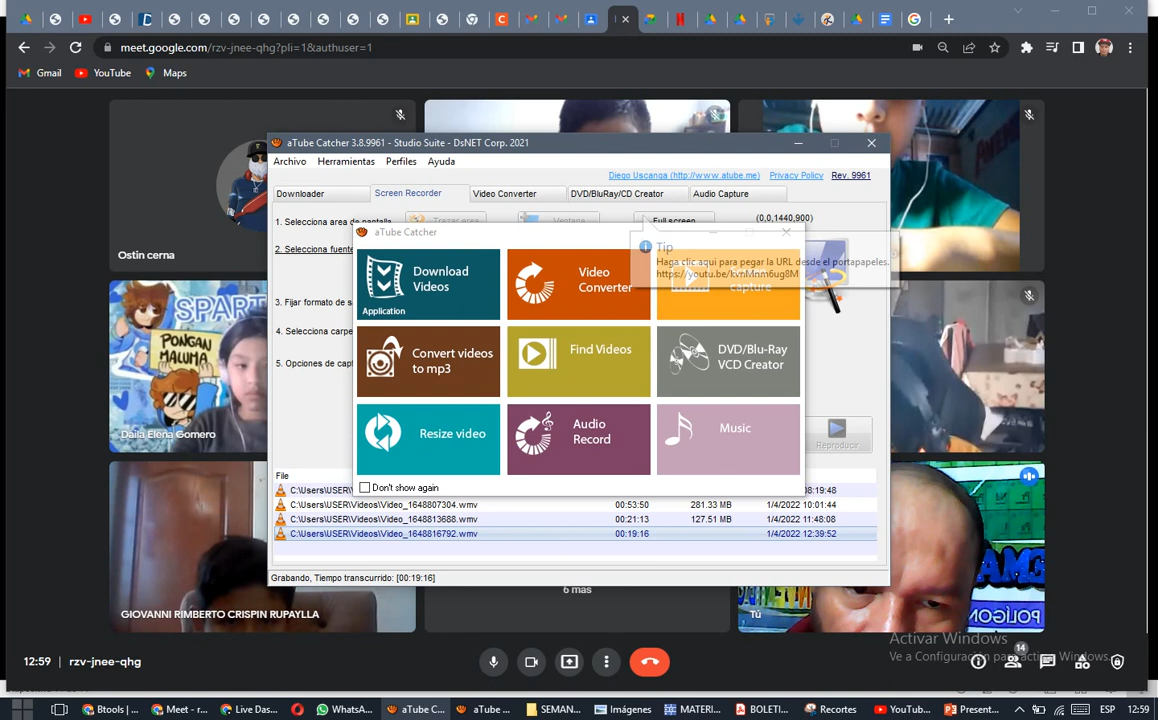 meet.google.com/rzv-jnee-qhg?pli=1&authuser=1
Gmail
YouTube
Maps
aTube Catcher 3.8.9961 - Studio Suite - DsNET Corp. 2021
Archivo Herramientas Perfiles Ayuda
Diego Uscanga (http://www.atube.me) Privacy Policy Rev. 9961
Downloader Screen Recorder Video Converter DVD/BluRay/CD Creator Audio Capture
1. Selecciona area de pantalla Trazar area Ventana Full screen (0,0,1440,900)
aTube Catcher
2. Selecciona fuente
Tip
Haga clic aqui para pegar la URL desde el portapapeles.
Ostin cerna
Download
Videos
Application
Video
Converter
capture
3. Fijar formato de s
4. Selecciona carpe
5. Opciones de capt
Convert videos
to mp3
Find Videos
DVD/Blu-Ray
VCD Creator
SPART
PONGAN
MALUMA
Daila Elena Gomero
Resize video
Audio
Record
Music
Reproducir
File
Don't show again
C:\Users\USER\ 08:19:48
C:\Users\USER\Videos\Video_1648807304.wmv 00:53:50 281.33 MB 1/4/2022 10:01:44
C:\Users\USER\Videos\Video_1648813688.wmv 00:21:13 127.51 MB 1/4/2022 11:48:08
C:\Users\USER\Videos\Video_1648816792.wmv 00:19:16 1/4/2022 12:39:52
Grabando, Tiempo transcurrido: [00:19:16]
6 más
GIOVANNI RIMBERTO CRISPIN RUPAYLLA
Tú
POLÍGON
Activar Windows
Ve a Configuración para activar Windows.
12:59 | rzv-jnee-qhg
14
Btools | ...
Meet - r...
Live Das...
WhatsA...
aTube C...
aTube ...
SEMAN...
Imágenes
MATERI...
BOLETI...
Recortes
YouTub...
Present...
ESP
12:59